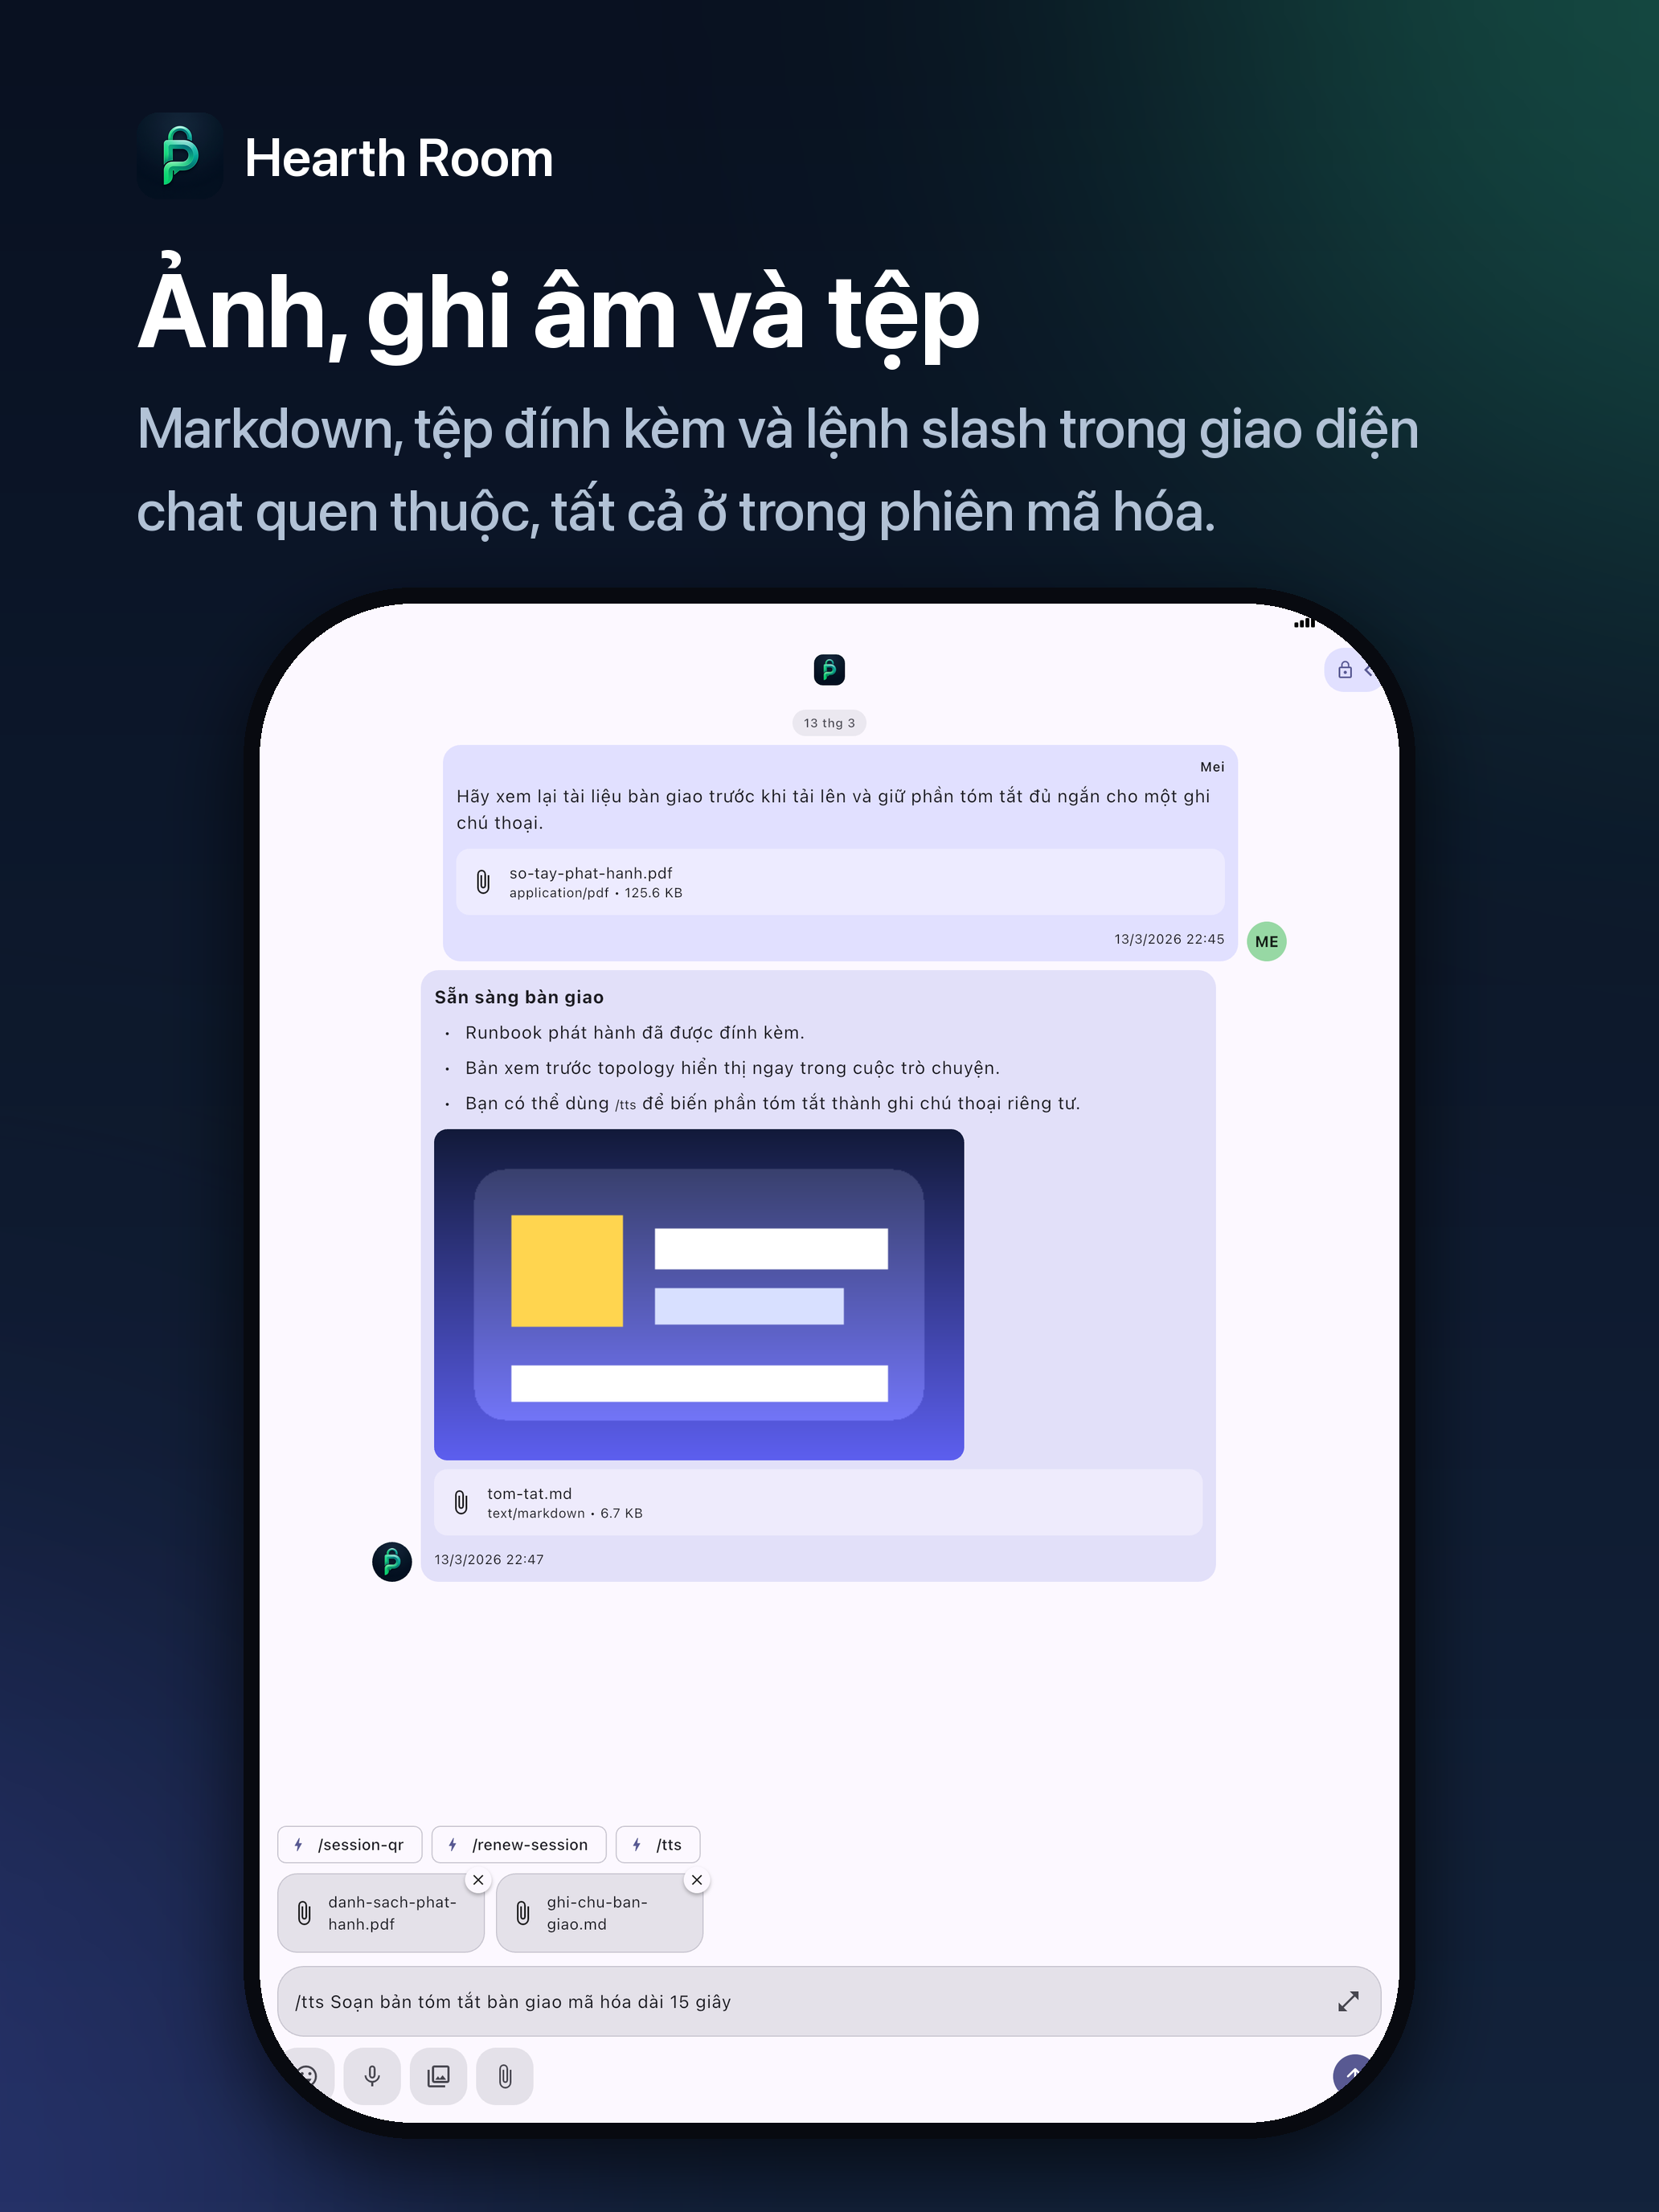 Hearth Room
Ảnh, ghi âm và tệp
Markdown, tệp đính kèm và lệnh slash trong giao diện
chat quen thuộc, tất cả ở trong phiên mã hóa.
13 thg 3
Mei
Hãy xem lại tài liệu bàn giao trước khi tải lên và giữ phần tóm tắt đủ ngắn cho một ghi
chú thoại.
so-tay-phat-hanh.pdf
application/pdf • 125.6 KB
13/3/2026 22:45
ME
Sẵn sàng bàn giao
• Runbook phát hành đã được đính kèm.
• Bản xem trước topology hiển thị ngay trong cuộc trò chuyện.
• Bạn có thể dùng /tts để biến phần tóm tắt thành ghi chú thoại riêng tư.
tom-tat.md
text/markdown • 6.7 KB
13/3/2026 22:47
/session-qr /renew-session /tts
danh-sach-phat-
hanh.pdf
ghi-chu-ban-
giao.md
/tts Soạn bản tóm tắt bàn giao mã hóa dài 15 giây